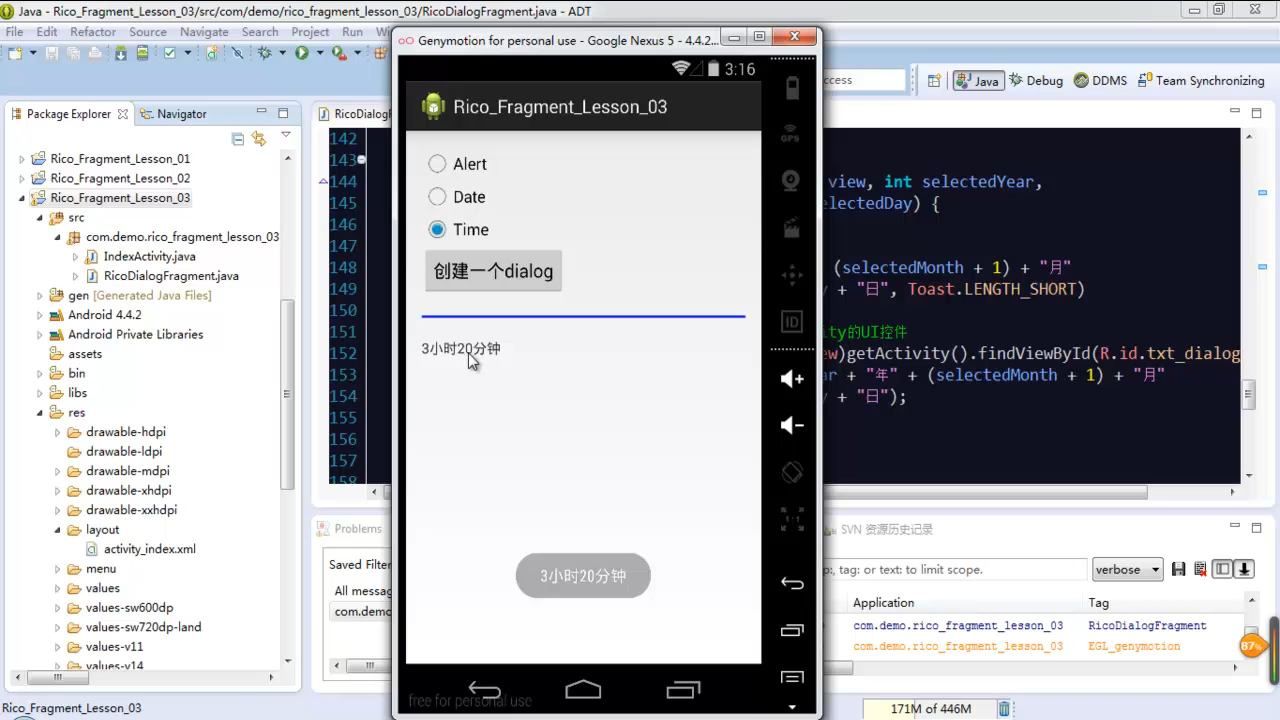 Java - Rico_Fragment_Lesson_03/src/com/demo/rico_fragment_lesson_03/RicoDialogFragment.java - ADT
File Edit Refactor Source Navigate Search Project Run
Genymotion for personal use - Google Nexus 5 - 4.4.2...
Java
Debug
DDMS
Team Synchronizing
Package Explorer
Navigator
Rico_Fragment_Lesson_01
Rico_Fragment_Lesson_02
Rico_Fragment_Lesson_03
src
com.demo.rico_fragment_lesson_03
IndexActivity.java
RicoDialogFragment.java
gen [Generated Java Files]
Android 4.4.2
Android Private Libraries
assets
bin
libs
res
drawable-hdpi
drawable-ldpi
drawable-mdpi
drawable-xhdpi
drawable-xxhdpi
layout
activity_index.xml
menu
values
values-sw600dp
values-sw720dp-land
values-v11
values-v14
Rico_Fragment_Lesson_03
3:16
Rico_Fragment_Lesson_03
Alert
Date
Time
创建一个dialog
3小时20分钟
3小时20分钟
free for personal use
GPS
ID
1:1
142
143
144 view, int selectedYear,
145 electedDay) {
146
147
148 (selectedMonth + 1) + "月"
149 + "日", Toast.LENGTH_SHORT)
150
151 ity的UI控件
152 ew)getActivity().findViewById(R.id.txt_dialog
153 ar + "年" + (selectedMonth + 1) + "月"
154 + "日");
155
156
157
158
Problems
SVN 资源历史记录
Saved Filter
p:, tag: or text to limit scope.
verbose
All messag
com.demo.
Application Tag
com.demo.rico_fragment_lesson_03 RicoDialogFragment
com.demo.rico_fragment_lesson_03 EGL_genymotion
87%
171M of 446M